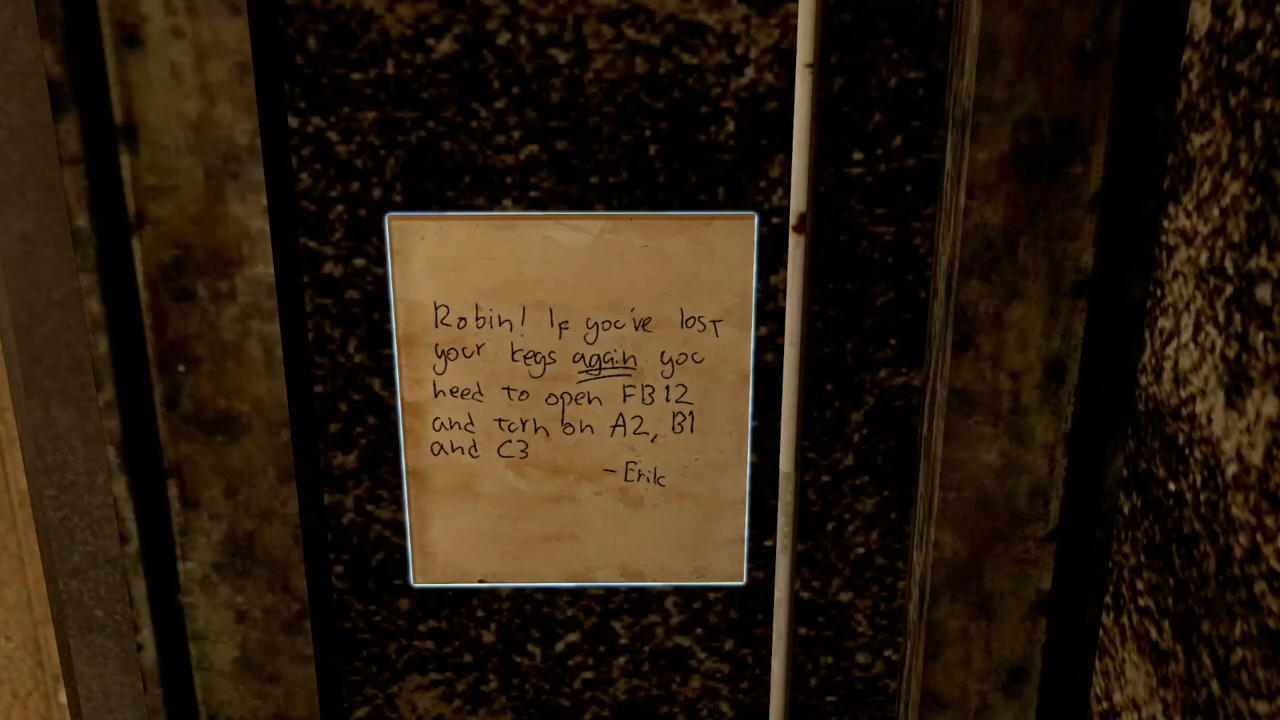 Robin! If you've lost
your keys again you
need to open FB12
and turn on A2, B1
and C3
- Erik